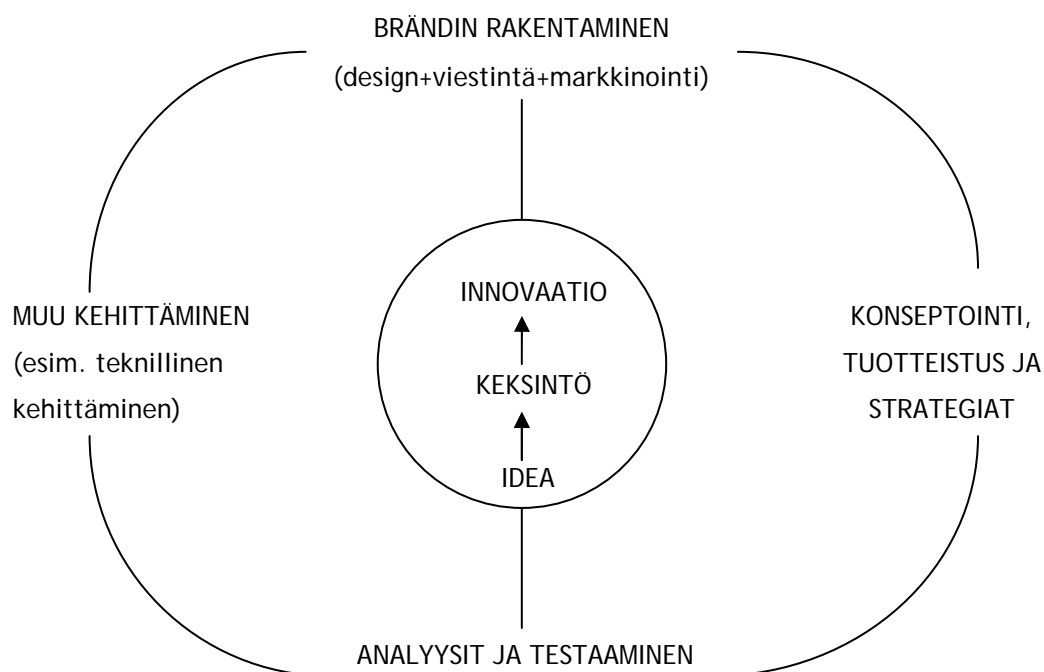 BRÄNDIN RAKENTAMINEN
(design+viestintä+markkinointi)
INNOVAATIO
MUU KEHITTÄMINEN
(esim. teknillinen
kehittäminen)
KEKSINTÖ
IDEA
KONSEPTOINTI,
TUOTTEISTUS JA
STRATEGIAT
ANALYYSIT JA TESTAAMINEN